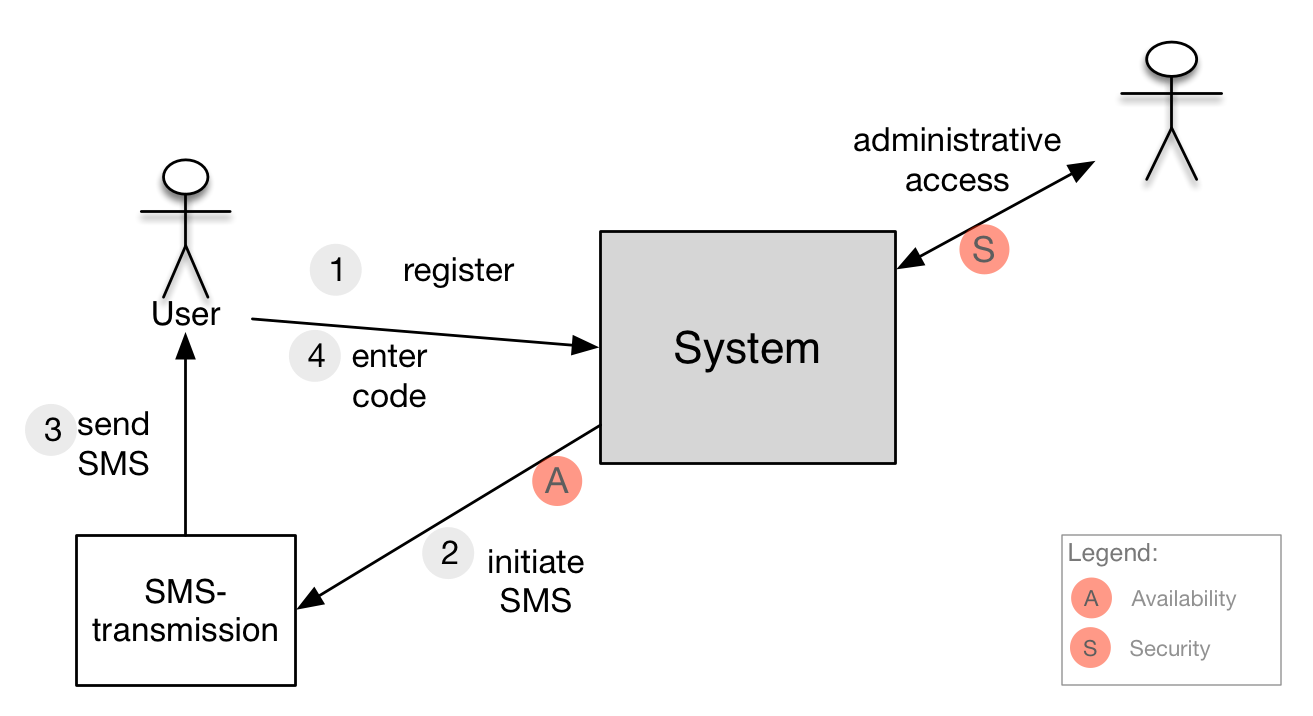 administrative
access
S
User
1
register
4
enter
code
System
3
send
SMS
A
2
initiate
SMS
SMS-
transmission
Legend:
A Availability
S Security